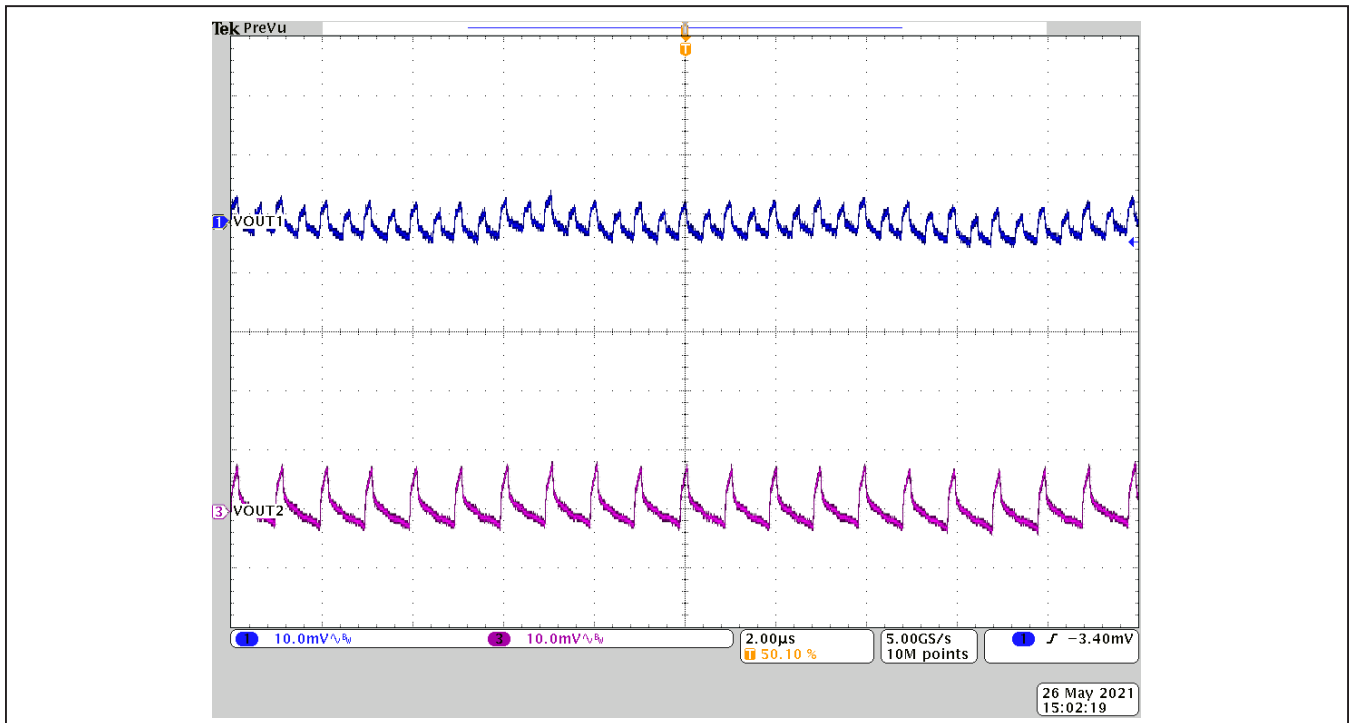 Tek PreVu
T
1 VOUT1
3 VOUT2
1 10.0mV 3 10.0mV 2.00µs 5.00GS/s 1 −3.40mV
T 50.10 % 10M points
26 May 2021
15:02:19